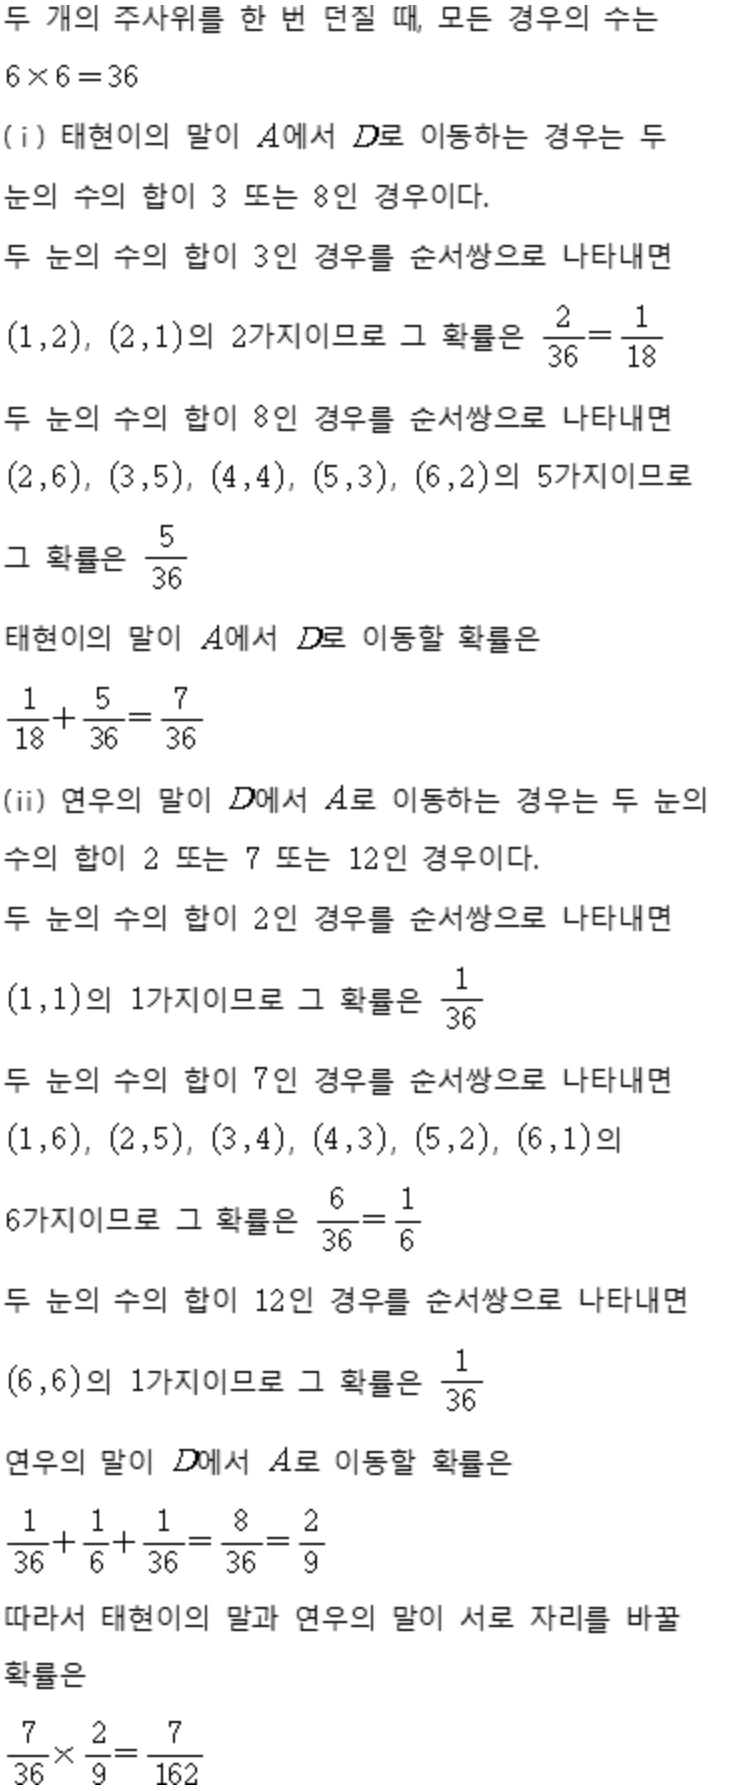 두 개의 주사위를 한 번 던질 때, 모든 경우의 수는
6×6=36
(ⅰ) 태현이의 말이 A에서 D로 이동하는 경우는 두
눈의 수의 합이 3 또는 8인 경우이다.
두 눈의 수의 합이 3인 경우를 순서쌍으로 나타내면
(1,2), (2,1)의 2가지이므로 그 확률은 2/36=1/18
두 눈의 수의 합이 8인 경우를 순서쌍으로 나타내면
(2,6), (3,5), (4,4), (5,3), (6,2)의 5가지이므로
그 확률은 5/36
태현이의 말이 A에서 D로 이동할 확률은
1/18+5/36=7/36
(ⅱ) 연우의 말이 D에서 A로 이동하는 경우는 두 눈의
수의 합이 2 또는 7 또는 12인 경우이다.
두 눈의 수의 합이 2인 경우를 순서쌍으로 나타내면
(1,1)의 1가지이므로 그 확률은 1/36
두 눈의 수의 합이 7인 경우를 순서쌍으로 나타내면
(1,6), (2,5), (3,4), (4,3), (5,2), (6,1)의
6가지이므로 그 확률은 6/36=1/6
두 눈의 수의 합이 12인 경우를 순서쌍으로 나타내면
(6,6)의 1가지이므로 그 확률은 1/36
연우의 말이 D에서 A로 이동할 확률은
1/36+1/6+1/36=8/36=2/9
따라서 태현이의 말과 연우의 말이 서로 자리를 바꿀
확률은
7/36×2/9=7/162